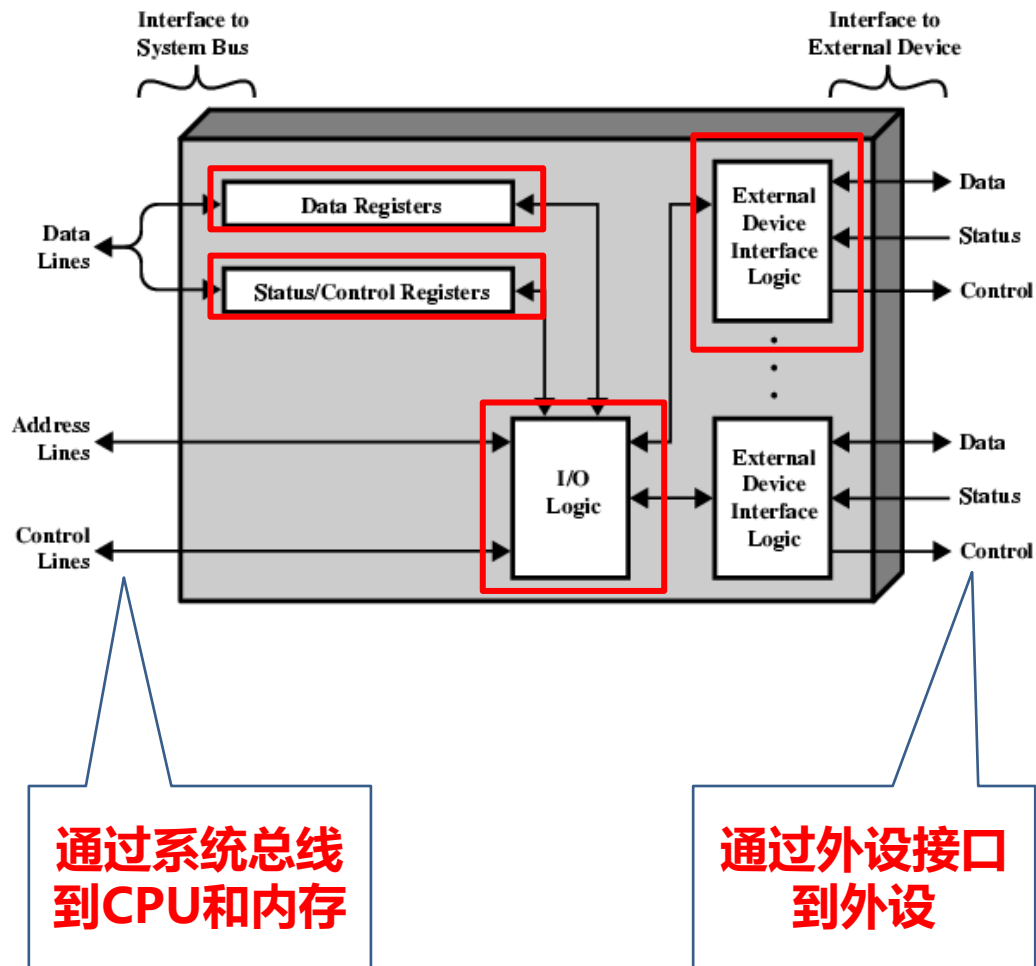 Interface to
System Bus
Interface to
External Device
Data Registers
Status/Control Registers
Data
Lines
Address
Lines
Control
Lines
I/O
Logic
External
Device
Interface
Logic
Data
Status
Control
External
Device
Interface
Logic
Data
Status
Control
通过系统总线
到CPU和内存
通过外设接口
到外设